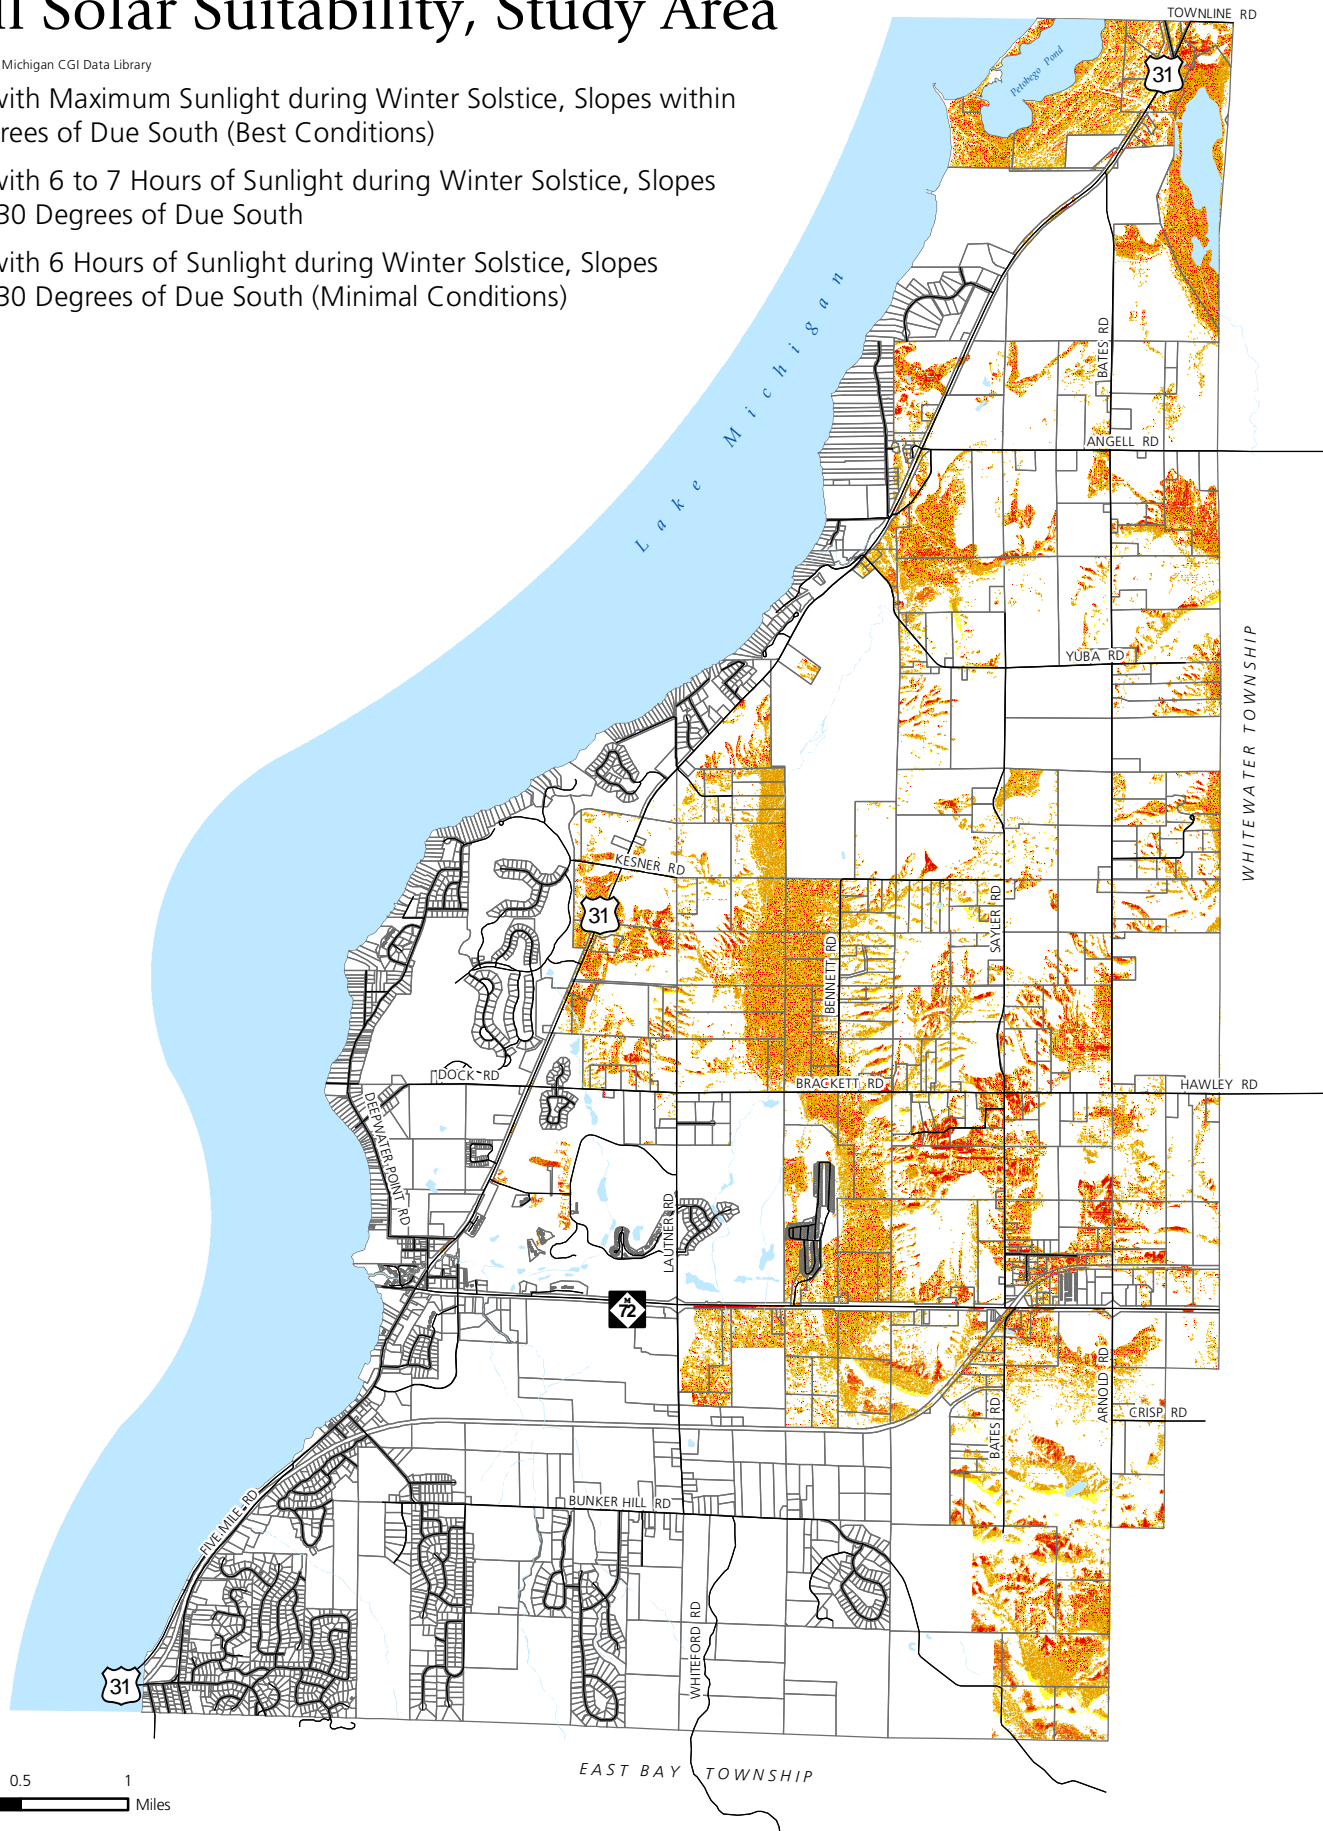 ll Solar Suitability, Study Area
Michigan CGI Data Library
with Maximum Sunlight during Winter Solstice, Slopes within
rees of Due South (Best Conditions)
with 6 to 7 Hours of Sunlight during Winter Solstice, Slopes
30 Degrees of Due South
with 6 Hours of Sunlight during Winter Solstice, Slopes
30 Degrees of Due South (Minimal Conditions)
TOWNLINE RD
Petobego Pond
31
Lake Michigan
BATES RD
ANGELL RD
YUBA RD
WHITEWATER TOWNSHIP
KESNER RD
31
SAYLER RD
BENNETT RD
DOCK RD
BRACKETT RD
HAWLEY RD
DEEPWATER POINT RD
LAUTNER RD
M
72
ARNOLD RD
BATES RD
CRISP RD
FIVE MILE RD
BUNKER HILL RD
WHITEFORD RD
31
EAST BAY TOWNSHIP
0.5 1
Miles